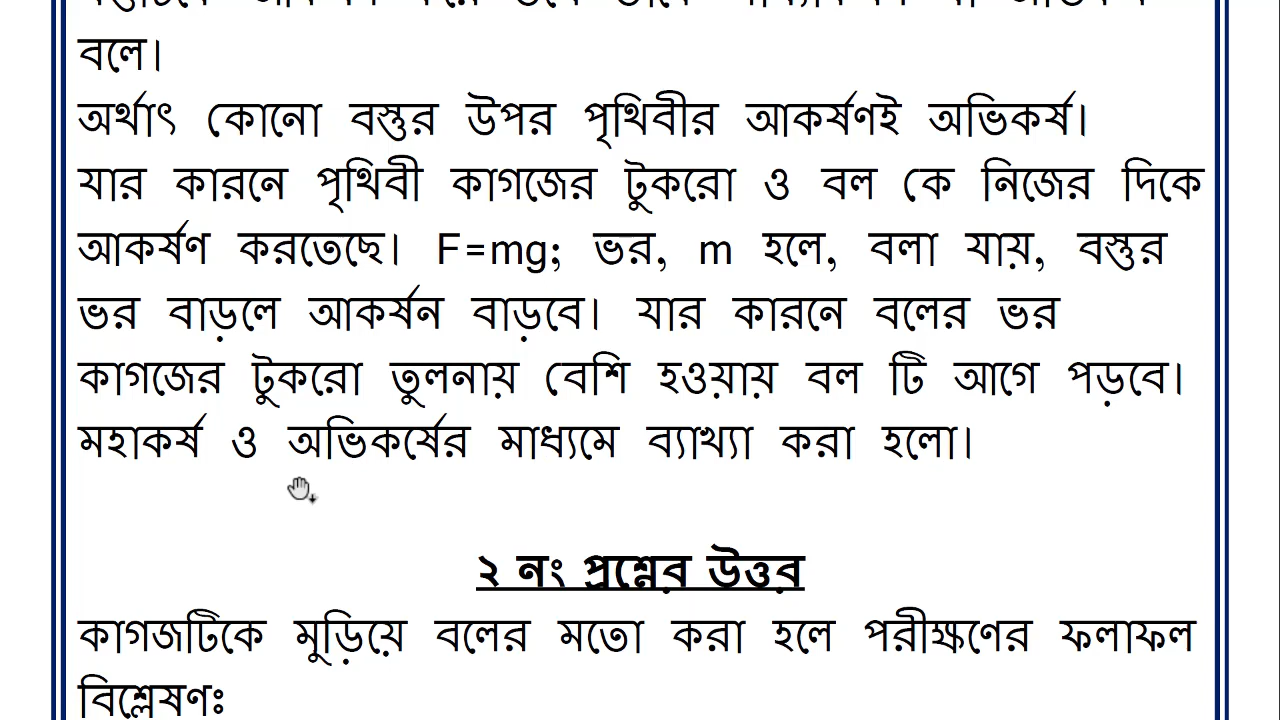 বলে।
অর্থাৎ কোনো বস্তুর উপর পৃথিবীর আকর্ষণই অভিকর্ষ।
যার কারনে পৃথিবী কাগজের টুকরো ও বল কে নিজের দিকে
আকর্ষণ করতেছে। F=mg; ভর, m হলে, বলা যায়, বস্তুর
ভর বাড়লে আকর্ষন বাড়বে। যার কারনে বলের ভর
কাগজের টুকরো তুলনায় বেশি হওয়ায় বল টি আগে পড়বে।
মহাকর্ষ ও অভিকর্ষের মাধ্যমে ব্যাখ্যা করা হলো।
২ নং প্রশ্নের উত্তর
কাগজটিকে মুড়িয়ে বলের মতো করা হলে পরীক্ষণের ফলাফল
বিশ্লেষণঃ